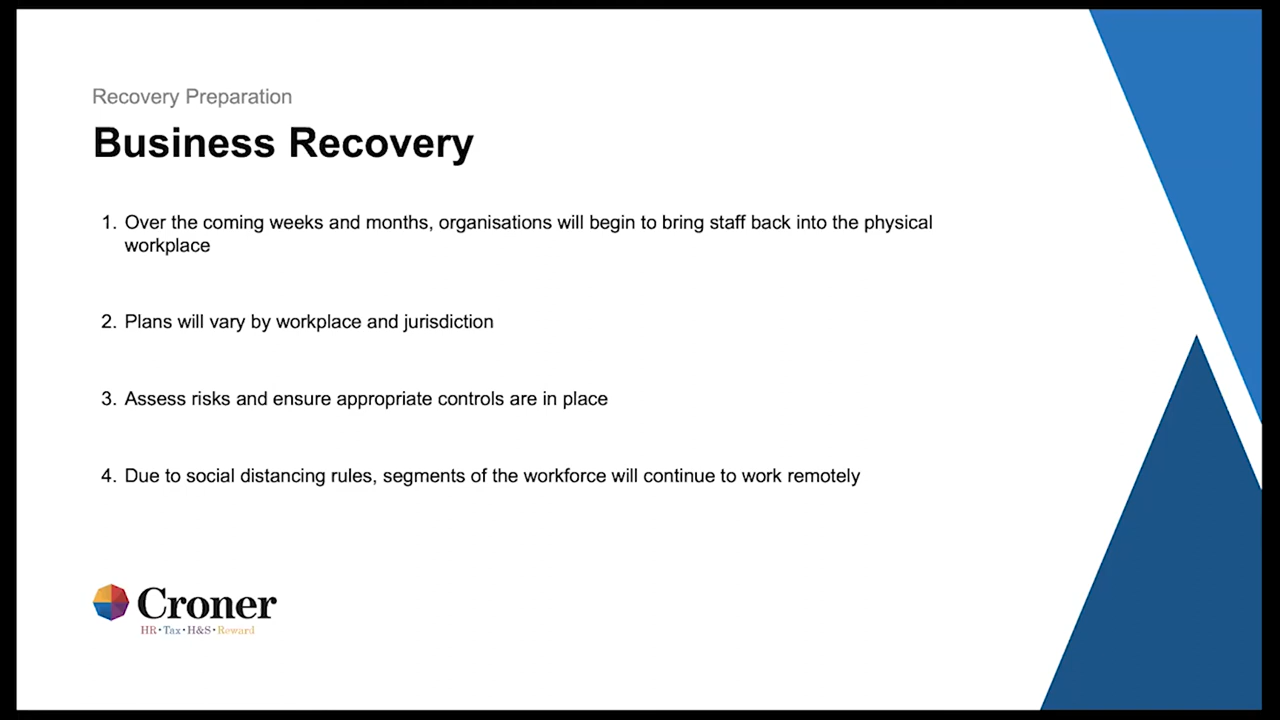 Recovery Preparation
Business Recovery
1. Over the coming weeks and months, organisations will begin to bring staff back into the physical
workplace
2. Plans will vary by workplace and jurisdiction
3. Assess risks and ensure appropriate controls are in place
4. Due to social distancing rules, segments of the workforce will continue to work remotely
Croner
HR•Tax•H&S•Reward